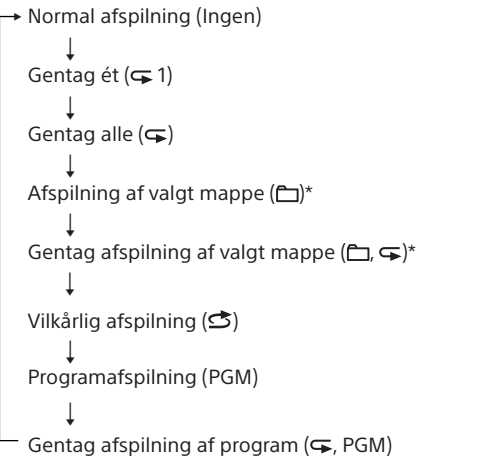 Normal afspilning (Ingen)
Gentag ét (1)
Gentag alle ()
Afspilning af valgt mappe ()*
Gentag afspilning af valgt mappe (, )*
Vilkårlig afspilning ()
Programafspilning (PGM)
Gentag afspilning af program (, PGM)